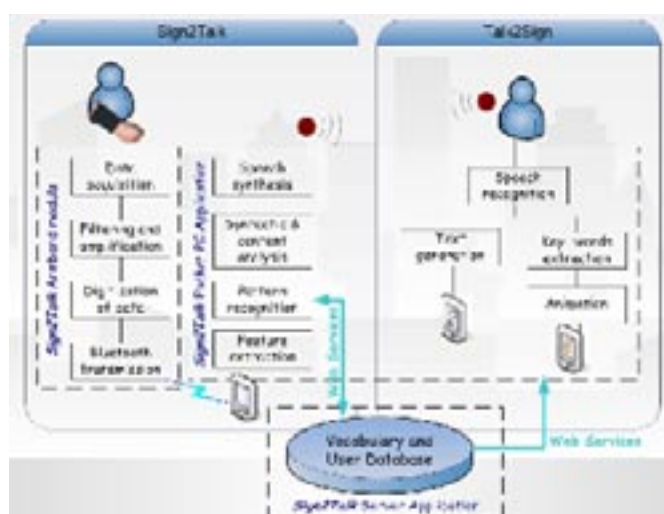 Sign2Talk
Talk2Sign
Data
acquisition
Filtering and
amplification
Digitization
of data
Bluetooth
transmission
Sign2Talk Armband module
Speech
synthesis
Syntactic &
content
analysis
Pattern
recognition
Feature
extraction
Sign2Talk Pocket PC Application
Speech
recognition
Text
generation
Key words
extraction
Animation
Web Services
Web Services
Vocabulary and
User Database
Sign2Talk Server Application